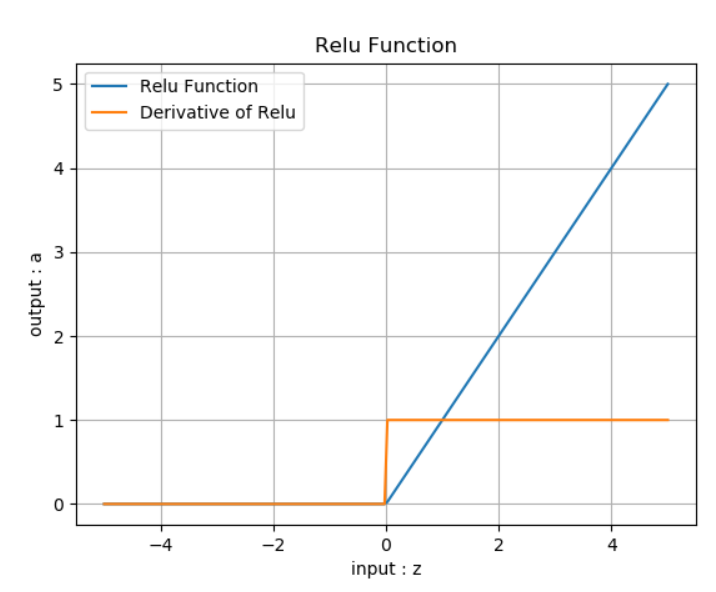 Relu Function
Relu Function
Derivative of Relu
5
4
3
2
1
0
output : a
−4
−2
0
2
4
input : z